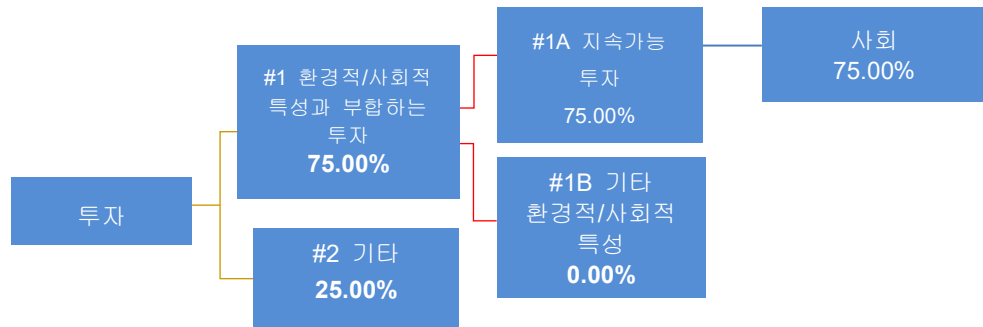 투자
#1 환경적/사회적
특성과 부합하는
투자
75.00%
#2 기타
25.00%
#1A 지속가능
투자
75.00%
#1B 기타
환경적/사회적
특성
0.00%
사회
75.00%